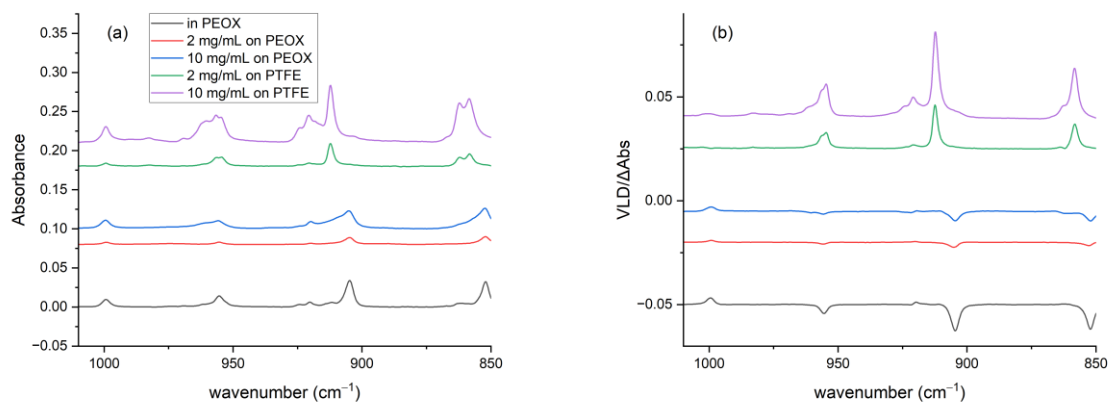 (a)
in PEOX
2 mg/mL on PEOX
10 mg/mL on PEOX
2 mg/mL on PTFE
10 mg/mL on PTFE
Absorbance
0.35
0.30
0.25
0.20
0.15
0.10
0.05
0.00
−0.05
1000
950
900
850
wavenumber (cm⁻¹)
(b)
VLD/ΔAbs
0.05
0.00
−0.05
1000
950
900
850
wavenumber (cm⁻¹)